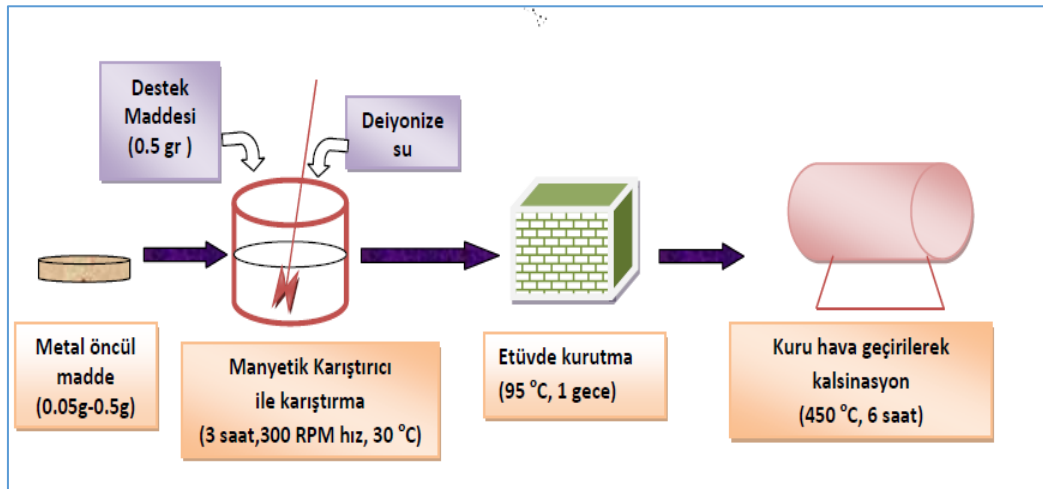 Destek
Maddesi
(0.5 gr )
Deiyonize
su
Metal öncül
madde
(0.05g-0.5g)
Manyetik Karıştırıcı
ile karıştırma
(3 saat,300 RPM hız, 30 °C)
Etüvde kurutma
(95 °C, 1 gece)
Kuru hava geçirilerek
kalsinasyon
(450 °C, 6 saat)